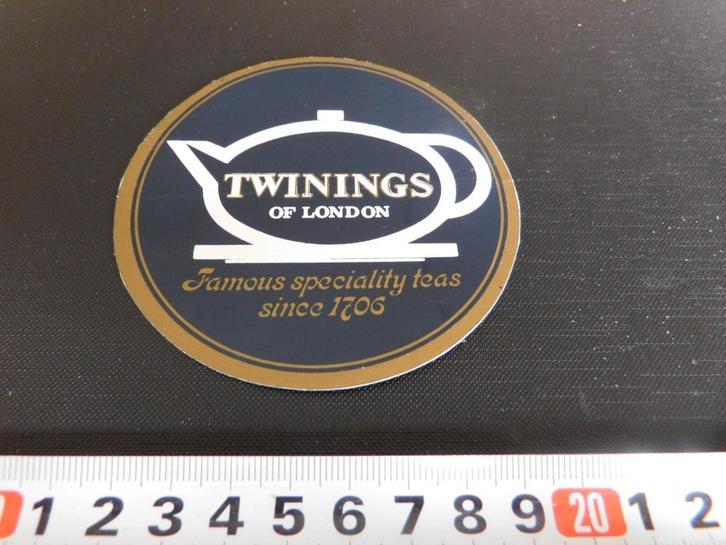 TWININGS
OF LONDON
Famous speciality teas
since 1706
1 2 3 4 5 6 7 8 9 20 1 2